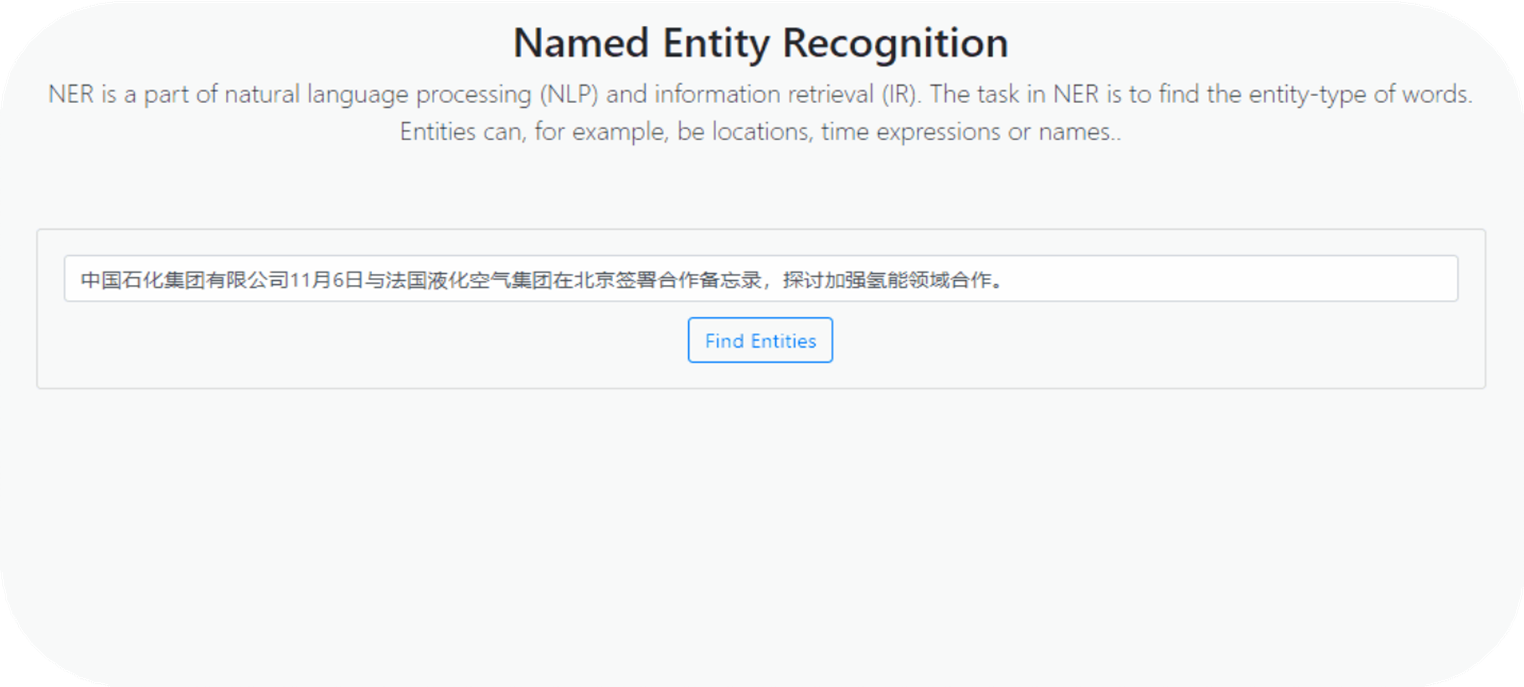 Named Entity Recognition
NER is a part of natural language processing (NLP) and information retrieval (IR). The task in NER is to find the entity-type of words.
Entities can, for example, be locations, time expressions or names..
中国石化集团有限公司11月6日与法国液化空气集团在北京签署合作备忘录，探讨加强氢能领域合作。
Find Entities